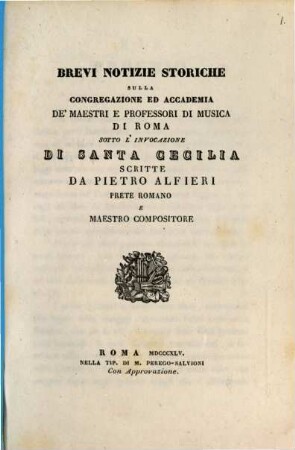 1.
BREVI NOTIZIE STORICHE
SULLA
CONGREGAZIONE ED ACCADEMIA
DE' MAESTRI E PROFESSORI DI MUSICA
DI ROMA
SOTTO L'INVOCAZIONE
DI SANTA CECILIA
SCRITTE
DA PIETRO ALFIERI
PRETE ROMANO
E
MAESTRO COMPOSITORE
ROMA MDCCCXLV.
NELLA TIP. DI M. PEREGO-SALVIONI
Con Approvazione.